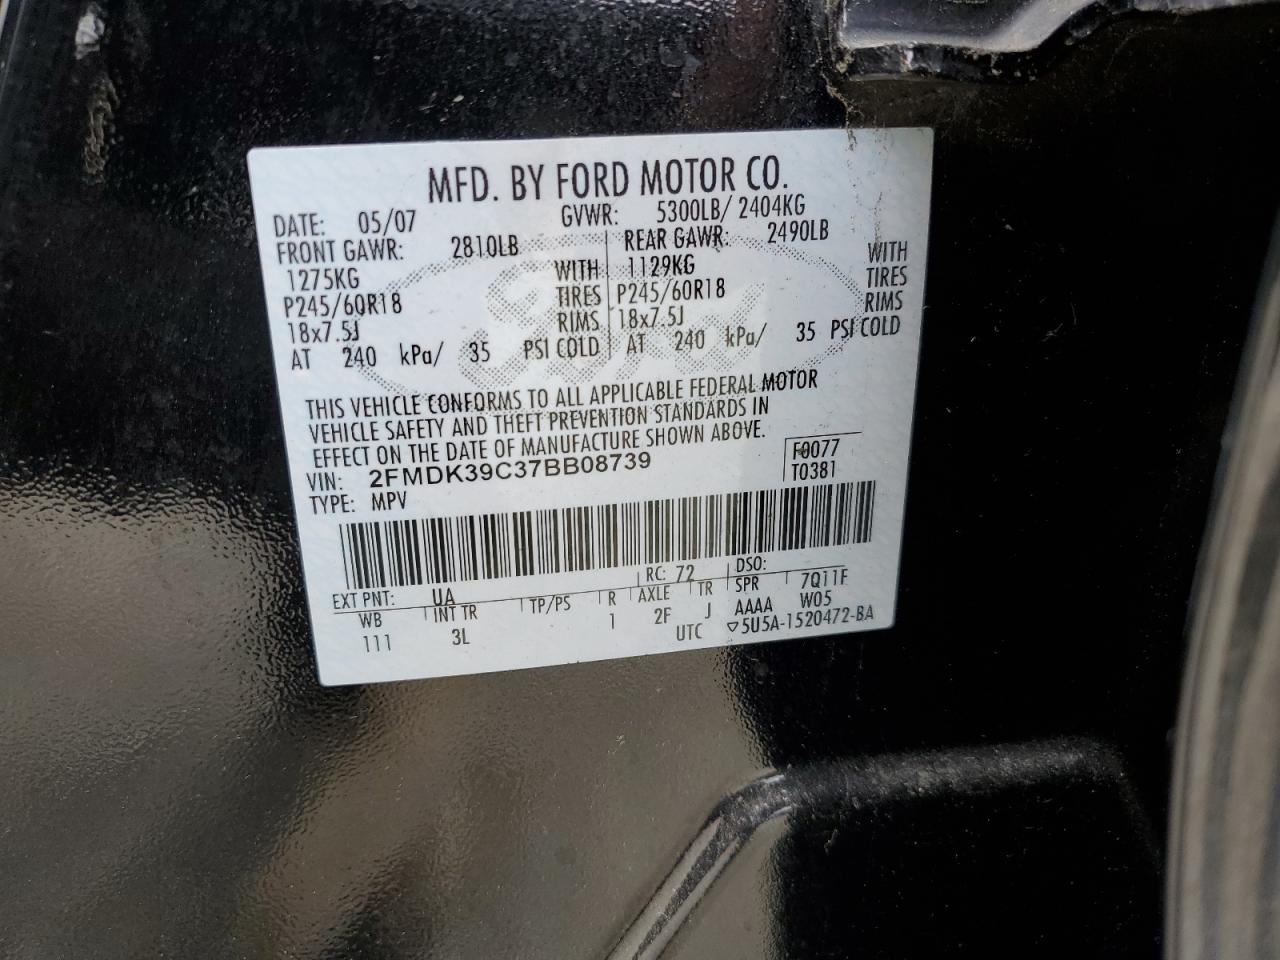 MFD. BY FORD MOTOR CO.
DATE: 05/07 GVWR: 5300LB/ 2404KG
FRONT GAWR: 2810LB REAR GAWR: 2490LB
1275KG WITH 1129KG WITH
P245/60R18 TIRES P245/60R18 TIRES
18x7.5J RIMS 18x7.5J RIMS
AT 240 kPa/ 35 PSI COLD AT 240 kPa/ 35 PSI COLD
THIS VEHICLE CONFORMS TO ALL APPLICABLE FEDERAL MOTOR
VEHICLE SAFETY AND THEFT PREVENTION STANDARDS IN
EFFECT ON THE DATE OF MANUFACTURE SHOWN ABOVE.
VIN: 2FMDK39C37BB08739 F0077
TYPE: MPV T0381
EXT PNT: UA RC: 72 DSO:
WB INT TR TP/PS R AXLE TR SPR 7Q11F
111 3L 1 2F J AAAA W05
UTC ▽5U5A-1520472-BA